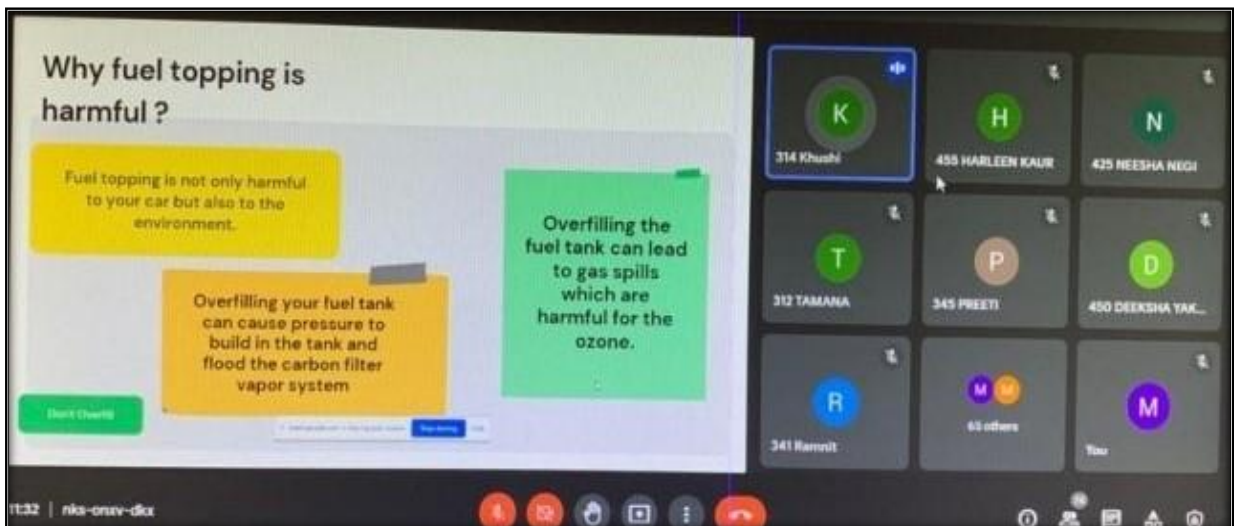 Why fuel topping is
harmful ?
Fuel topping is not only harmful
to your car but also to the
environment.
Overfilling your fuel tank
can cause pressure to
build in the tank and
flood the carbon filter
vapor system
Overfilling the
fuel tank can lead
to gas spills
which are
harmful for the
ozone.
Don't Overfill
Stop sharing
K
314 Khushi
H
455 HARLEEN KAUR
N
425 NEESHA NEGI
T
312 TAMANA
P
345 PREETI
D
450 DEEKSHA YAK...
R
341 Ramnit
M M
65 others
M
You
11:32 | nks-onxv-dkx